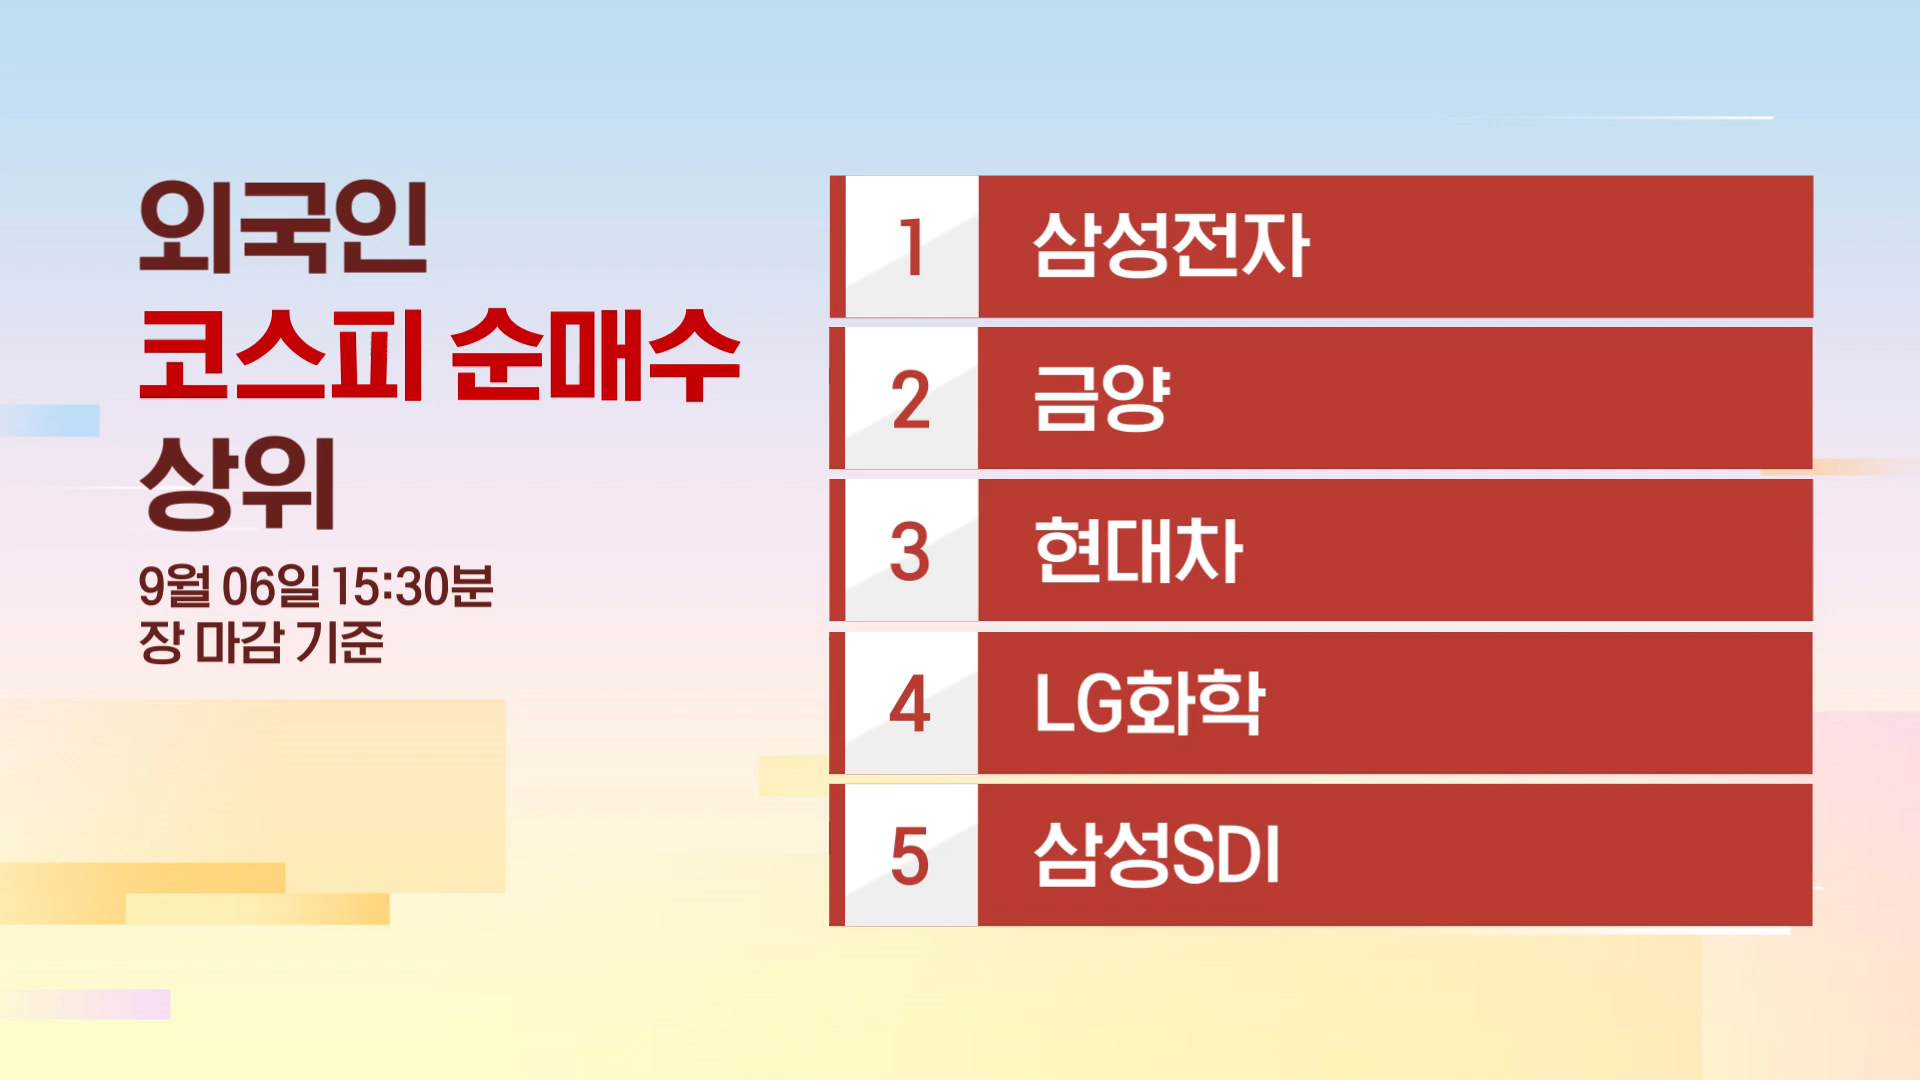 외국인
코스피 순매수
상위
9월 06일 15:30분
장 마감 기준
1 삼성전자
2 금양
3 현대차
4 LG화학
5 삼성SDI